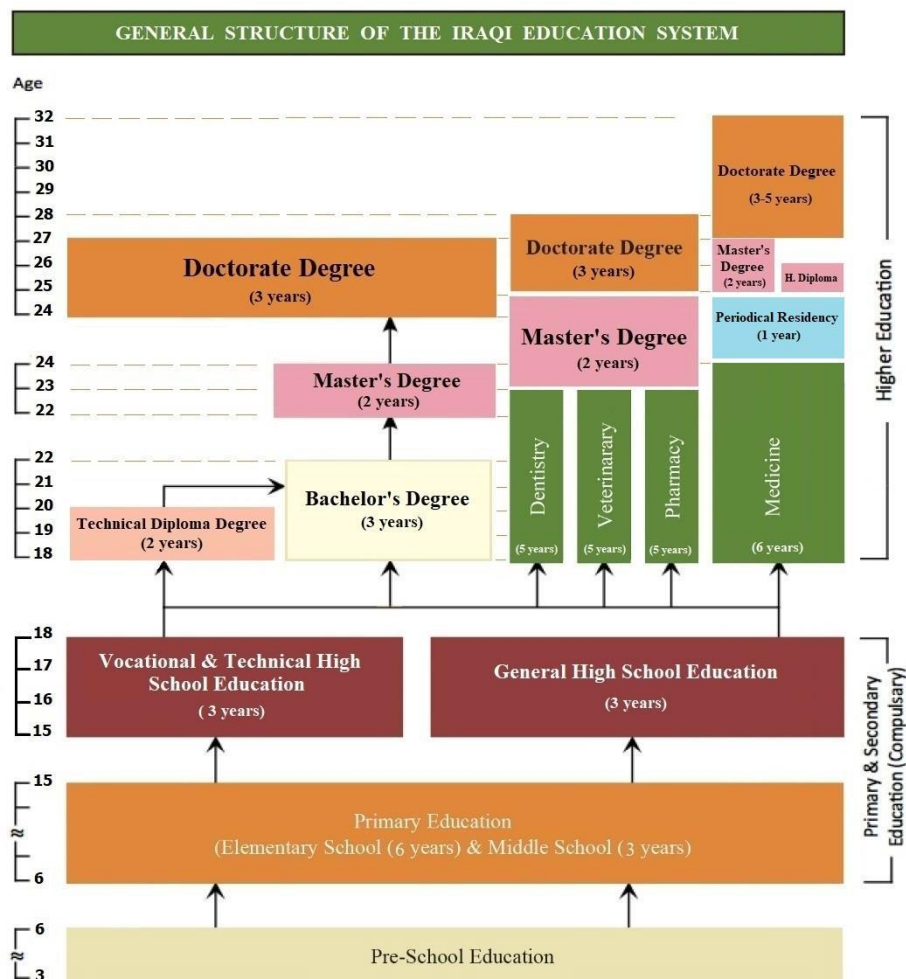 GENERAL STRUCTURE OF THE IRAQI EDUCATION SYSTEM
Age
32
31
30
29
28
27
26
25
24
24
23
22
22
21
20
19
18
18
17
16
15
15
≈
6
6
≈
3
Doctorate Degree
(3 years)
Master's Degree
(2 years)
Bachelor's Degree
(3 years)
Technical Diploma Degree
(2 years)
Doctorate Degree
(3 years)
Master's Degree
(2 years)
Dentistry
(5 years)
Veterinarary
(5 years)
Pharmacy
(5 years)
Doctorate Degree
(3-5 years)
Master's
Degree
(2 years)
H. Diploma
Periodical Residency
(1 year)
Medicine
(6 years)
Higher Education
Vocational & Technical High
School Education
( 3 years)
General High School Education
(3 years)
Primary & Secondary
Education (Compulsary)
Primary Education
(Elementary School (6 years) & Middle School (3 years)
Pre-School Education